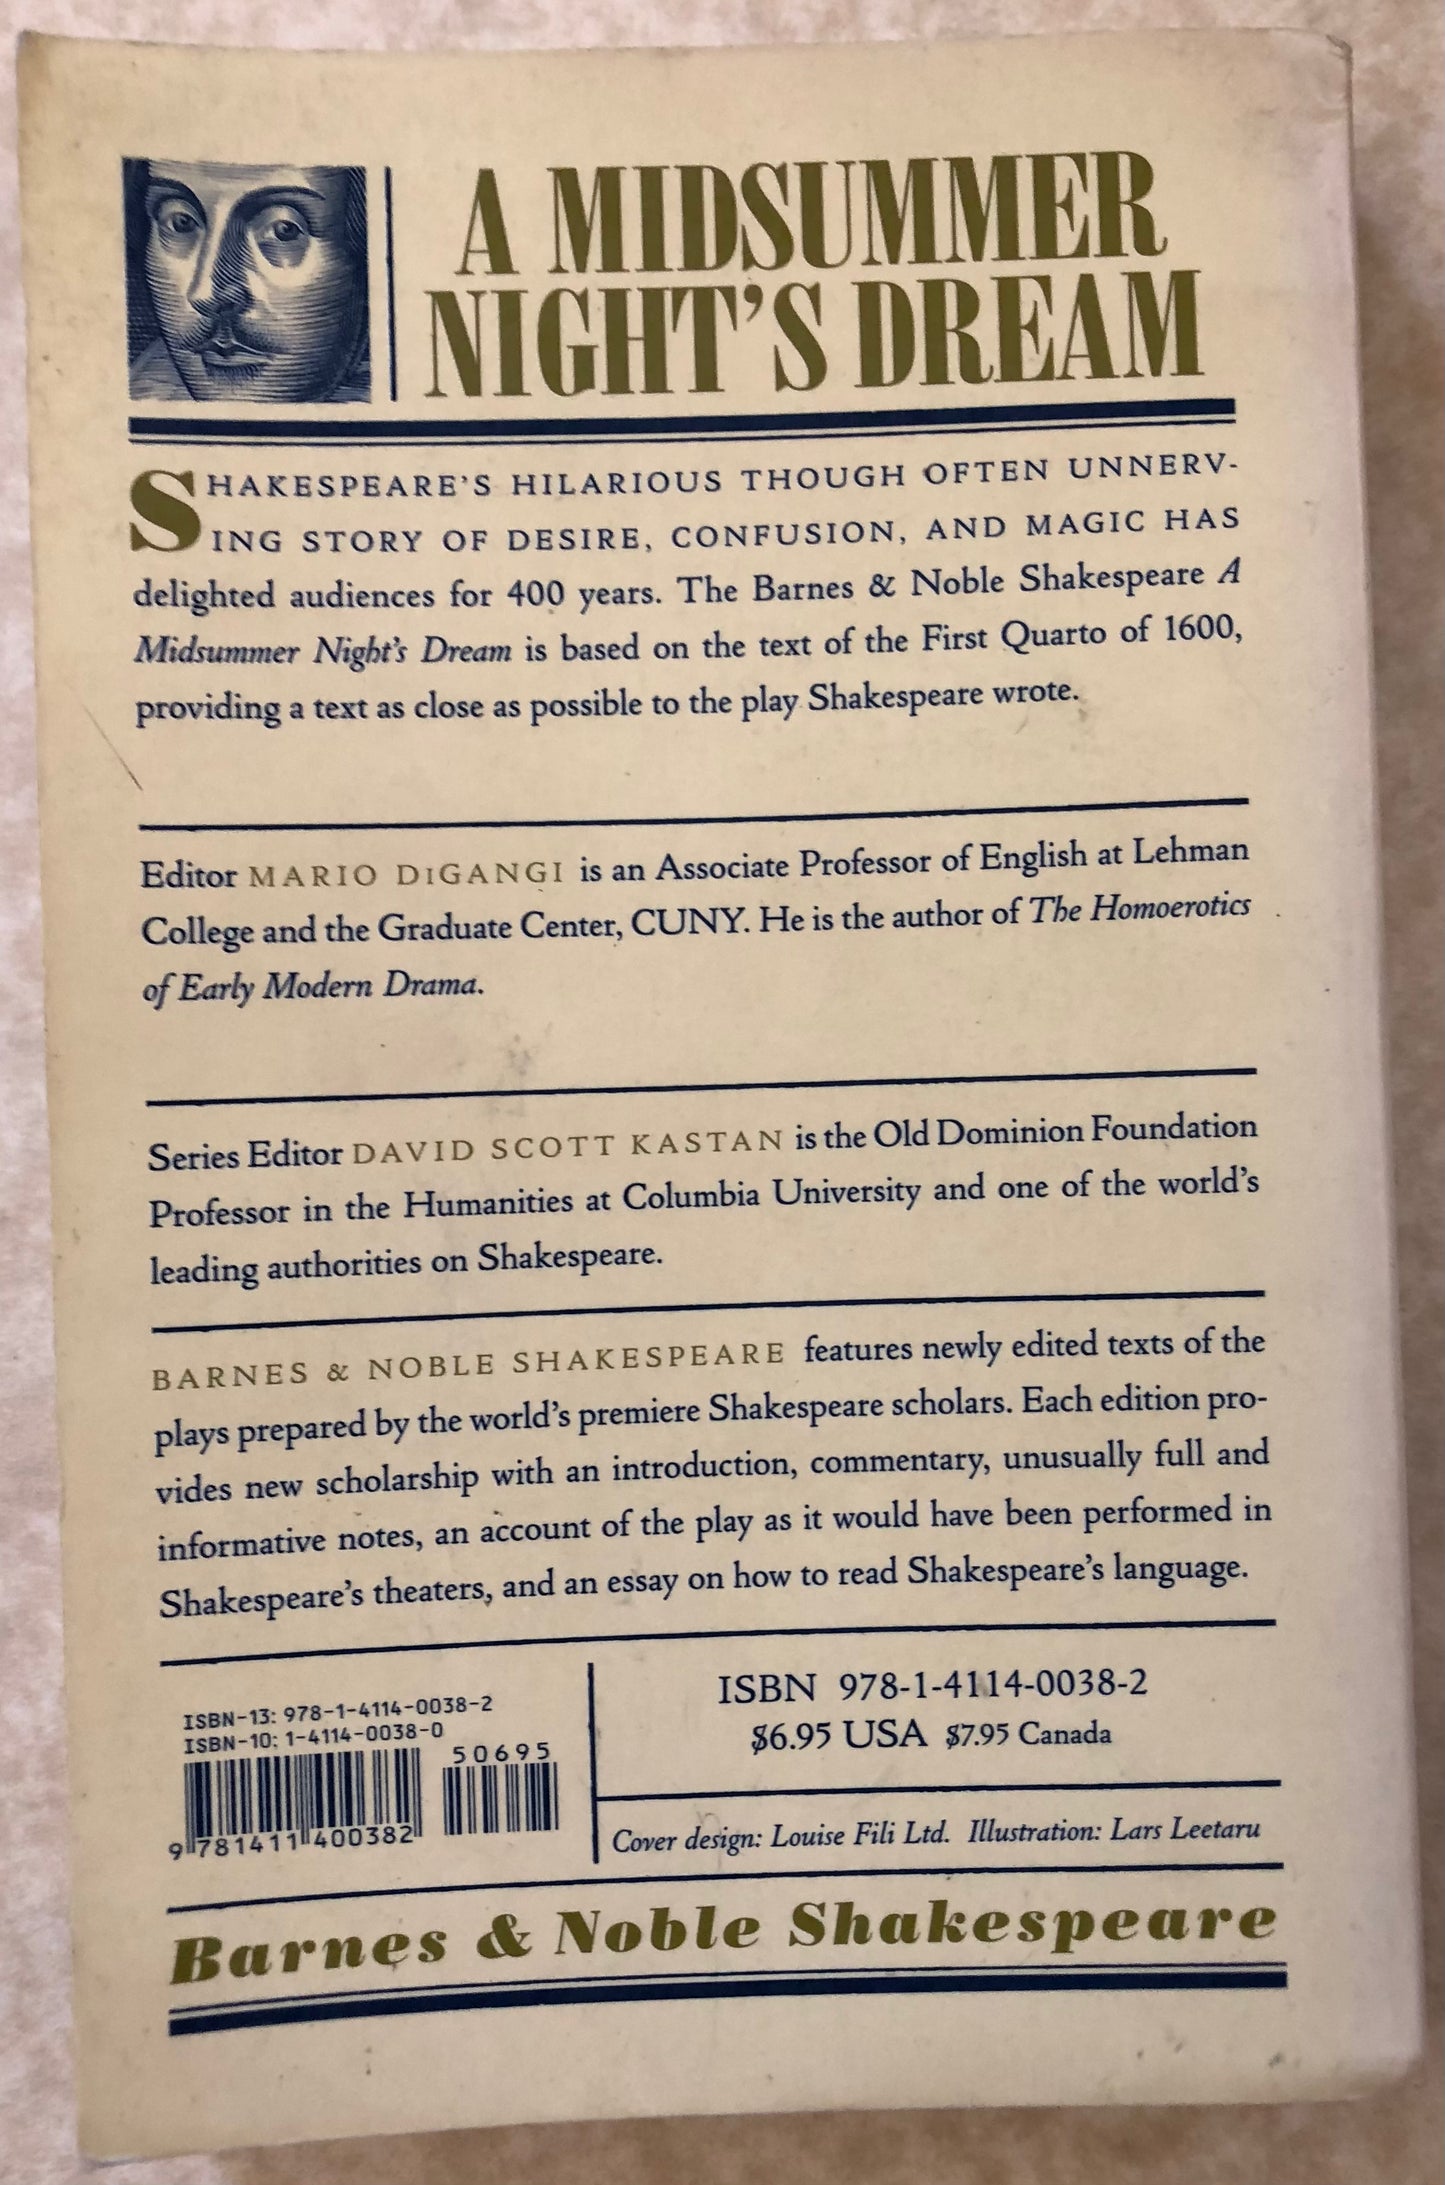 A MIDSUMMER
NIGHT'S DREAM
SHAKESPEARE'S HILARIOUS THOUGH OFTEN UNNERV-
ING STORY OF DESIRE, CONFUSION, AND MAGIC HAS
delighted audiences for 400 years. The Barnes & Noble Shakespeare A
Midsummer Night's Dream is based on the text of the First Quarto of 1600,
providing a text as close as possible to the play Shakespeare wrote.
Editor MARIO DiGANGI is an Associate Professor of English at Lehman
College and the Graduate Center, CUNY. He is the author of The Homoerotics
of Early Modern Drama.
Series Editor DAVID SCOTT KASTAN is the Old Dominion Foundation
Professor in the Humanities at Columbia University and one of the world's
leading authorities on Shakespeare.
BARNES & NOBLE SHAKESPEARE features newly edited texts of the
plays prepared by the world's premiere Shakespeare scholars. Each edition pro-
vides new scholarship with an introduction, commentary, unusually full and
informative notes, an account of the play as it would have been performed in
Shakespeare's theaters, and an essay on how to read Shakespeare's language.
ISBN-13: 978-1-4114-0038-2
ISBN-10: 1-4114-0038-0
50695
9 781411 400382
ISBN 978-1-4114-0038-2
$6.95 USA $7.95 Canada
Cover design: Louise Fili Ltd. Illustration: Lars Leetaru
Barnes & Noble Shakespeare